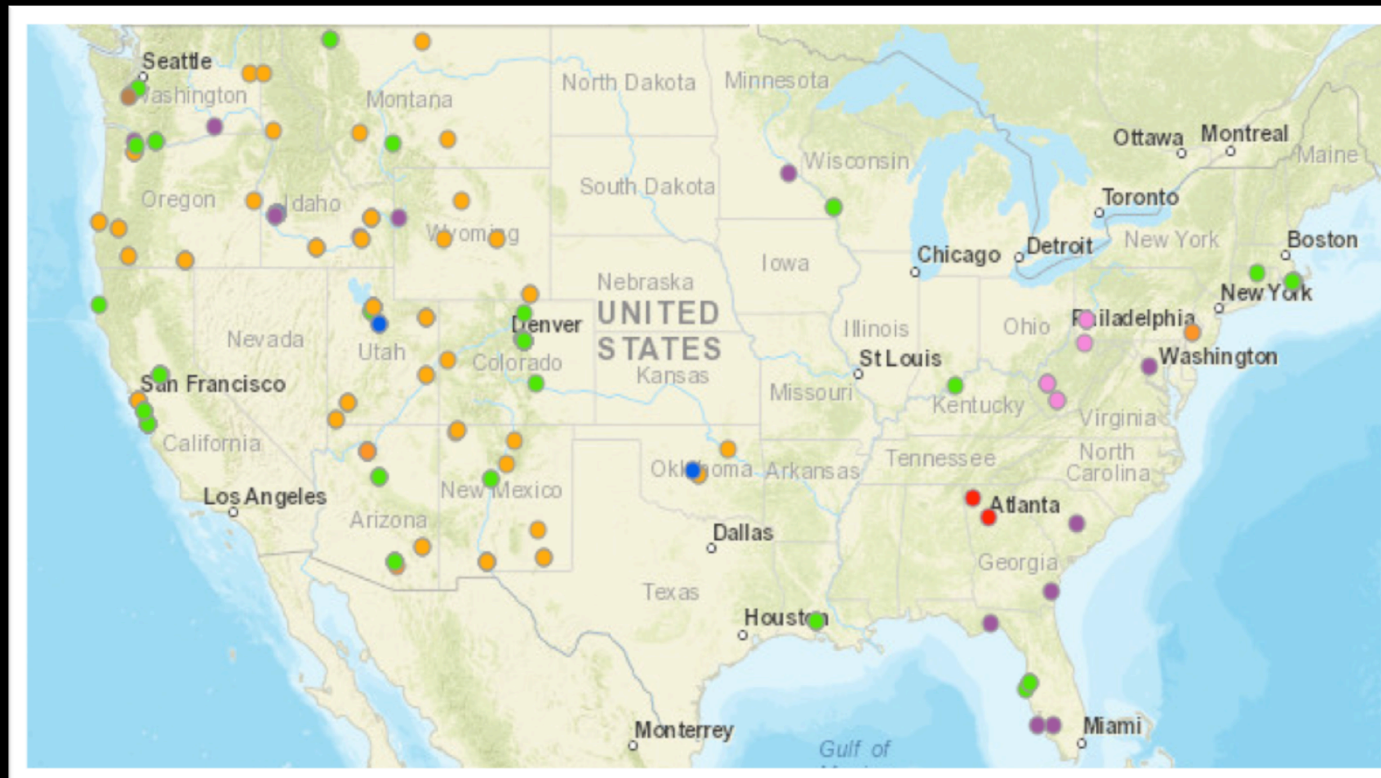 Seattle
Washington
Montana
North Dakota
Minnesota
Ottawa
Montreal
Maine
Wisconsin
Oregon
Idaho
South Dakota
Toronto
Wyoming
New York
Boston
Detroit
Chicago
Iowa
Nebraska
New York
UNITED
STATES
Denver
Nevada
Utah
Colorado
Kansas
Illinois
Ohio
Philadelphia
St Louis
Washington
San Francisco
Missouri
Kentucky
Virginia
California
Oklahoma
Arkansas
Tennessee
North
Carolina
Los Angeles
New Mexico
Atlanta
Arizona
Dallas
Georgia
Texas
Houston
Monterrey
Miami
Gulf of